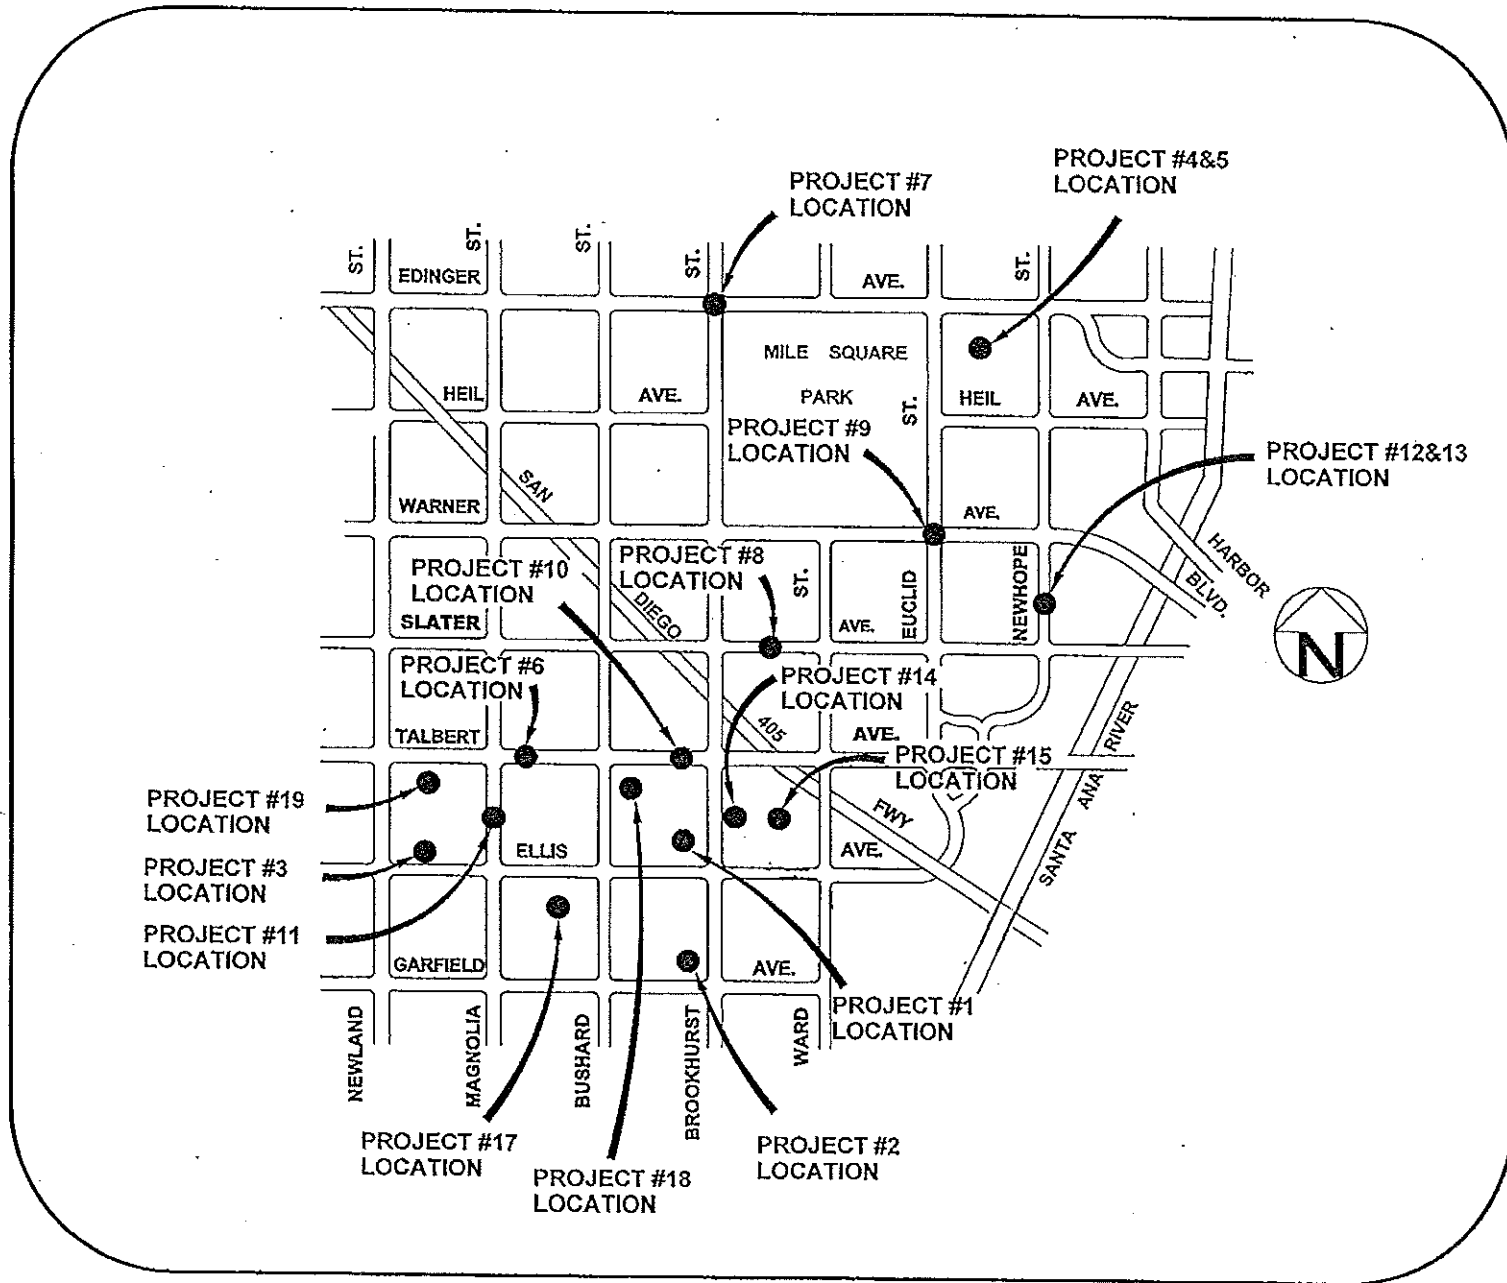 PROJECT #4&5
LOCATION
PROJECT #7
LOCATION
ST.
ST.
ST.
ST.
ST.
EDINGER
AVE.
MILE SQUARE
PARK
HEIL
AVE.
ST.
HEIL
AVE.
PROJECT #9
LOCATION
PROJECT #12&13
LOCATION
SAN
WARNER
AVE.
PROJECT #8
LOCATION
PROJECT #10
LOCATION
ST.
EUCLID
NEWHOPE
HARBOR
BLVD.
DIEGO
SLATER
AVE.
N
PROJECT #6
LOCATION
PROJECT #14
LOCATION
405
TALBERT
AVE.
PROJECT #15
LOCATION
RIVER
ANA
SANTA
PROJECT #19
LOCATION
FWY
ELLIS
AVE.
PROJECT #3
LOCATION
PROJECT #11
LOCATION
GARFIELD
AVE.
PROJECT #1
LOCATION
NEWLAND
MAGNOLIA
BUSHARD
BROOKHURST
WARD
PROJECT #17
LOCATION
PROJECT #18
LOCATION
PROJECT #2
LOCATION